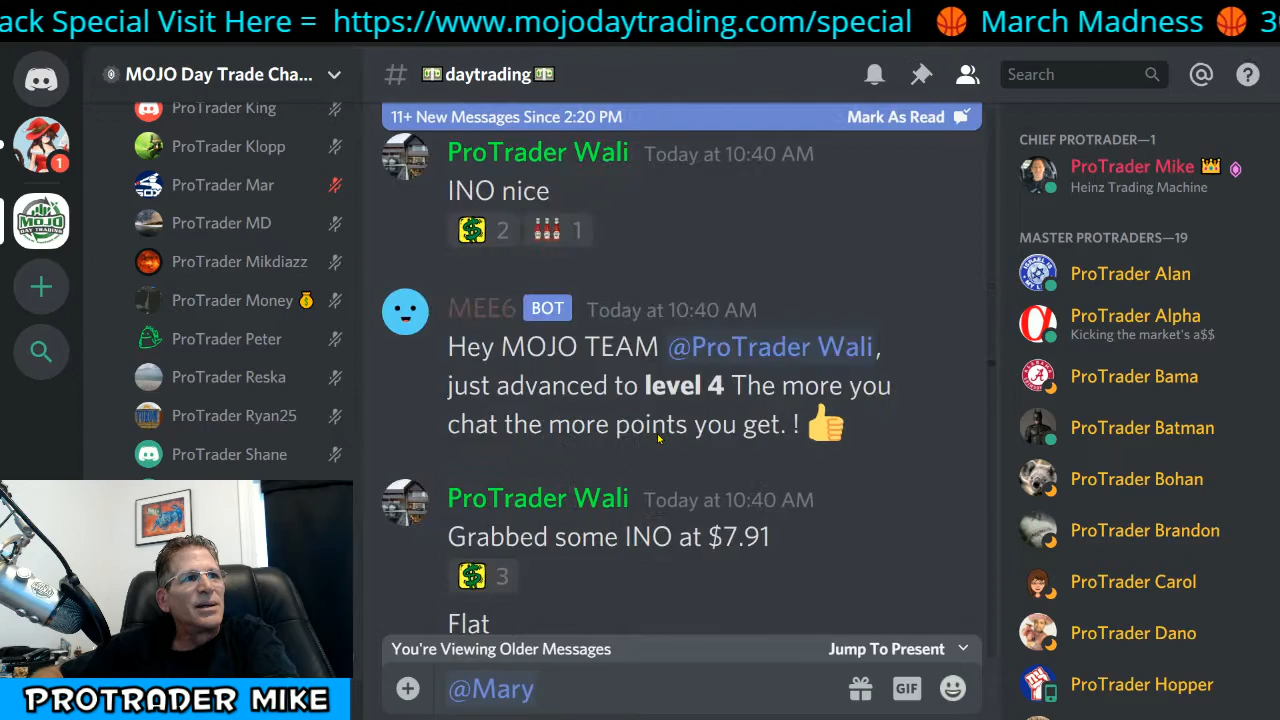 ack Special Visit Here = https://www.mojodaytrading.com/special 🏀 March Madness 🏀 3
MOJO Day Trade Cha...
ProTrader King
ProTrader Klopp
ProTrader Mar
ProTrader MD
ProTrader Mikdiazz
ProTrader Money 💰
ProTrader Peter
ProTrader Reska
ProTrader Ryan25
ProTrader Shane
1
MOJO
DAY TRADING
# 💵daytrading💵
Search
11+ New Messages Since 2:20 PM
Mark As Read
ProTrader Wali Today at 10:40 AM
INO nice
2 1
MEE6 BOT Today at 10:40 AM
Hey MOJO TEAM @ProTrader Wali,
just advanced to level 4 The more you
chat the more points you get. ! 👍
ProTrader Wali Today at 10:40 AM
Grabbed some INO at $7.91
3
Flat
You're Viewing Older Messages
Jump To Present
@Mary
GIF
CHIEF PROTRADER—1
ProTrader Mike 👑
Heinz Trading Machine
MASTER PROTRADERS—19
ProTrader Alan
ProTrader Alpha
Kicking the market's a$$
ProTrader Bama
ProTrader Batman
ProTrader Bohan
ProTrader Brandon
ProTrader Carol
ProTrader Dano
ProTrader Hopper
PROTRADER MIKE